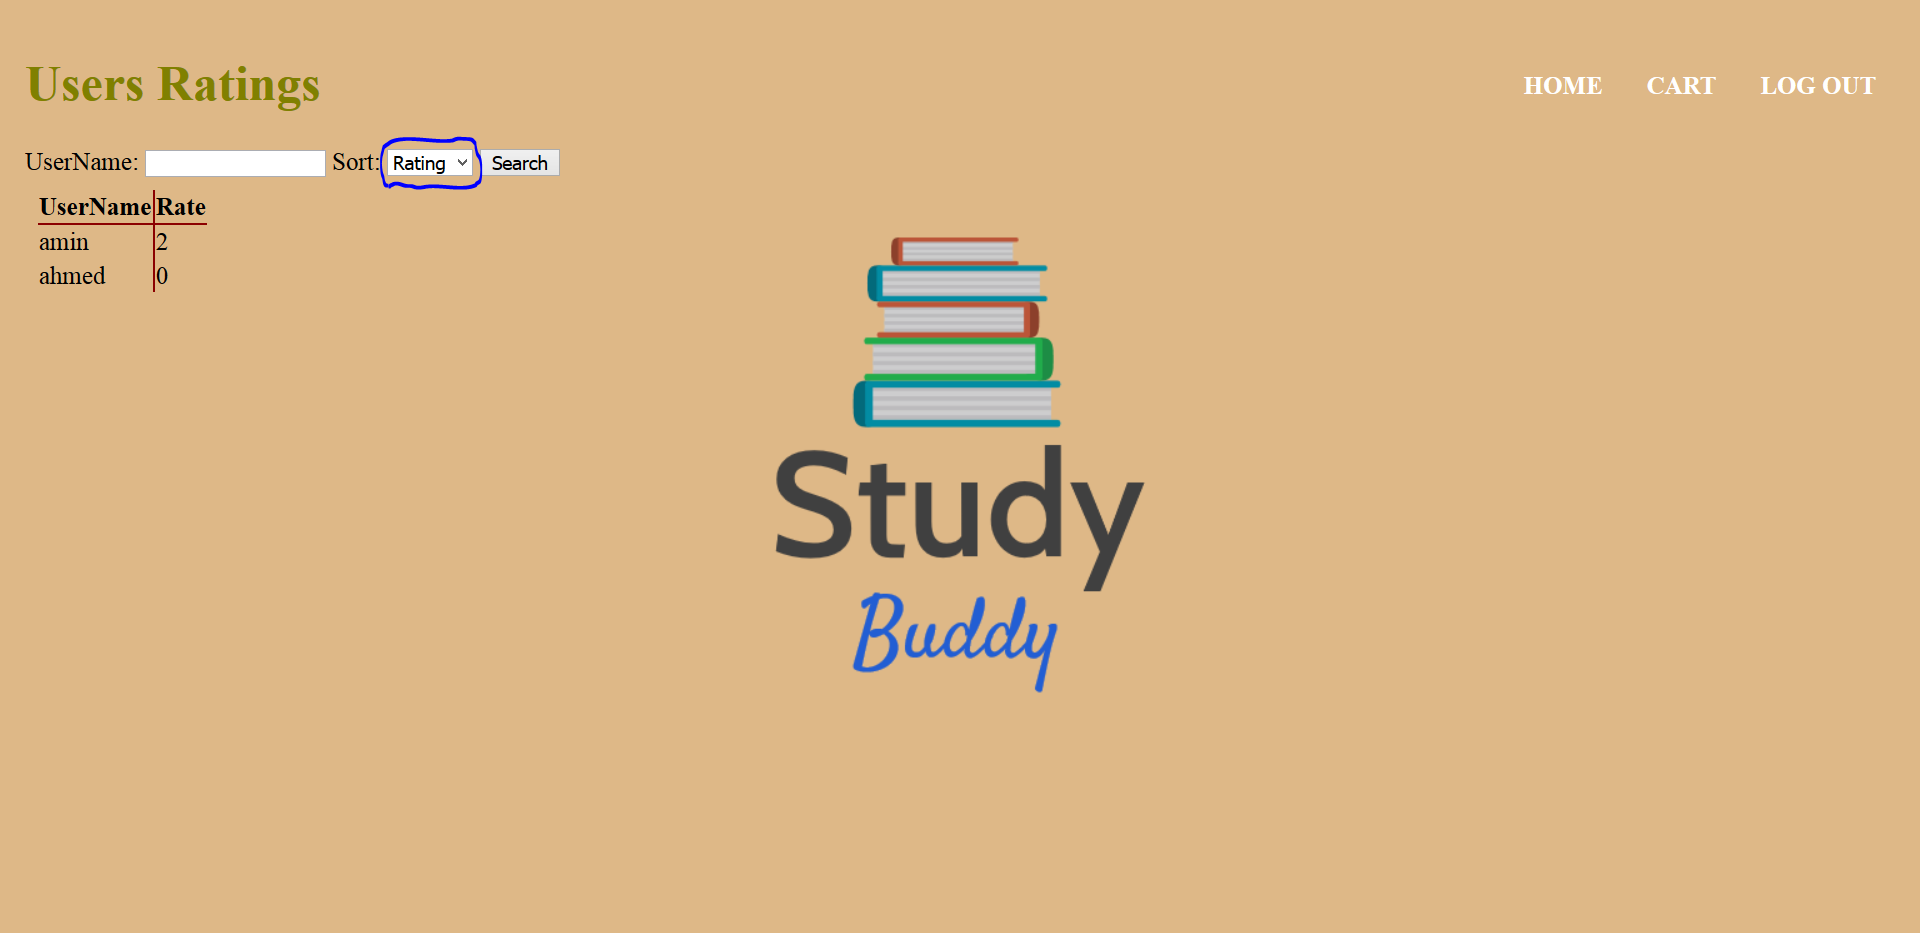 Users Ratings
HOME CART LOG OUT
UserName: Sort: Rating Search
UserName Rate
amin 2
ahmed 0
Study
Buddy